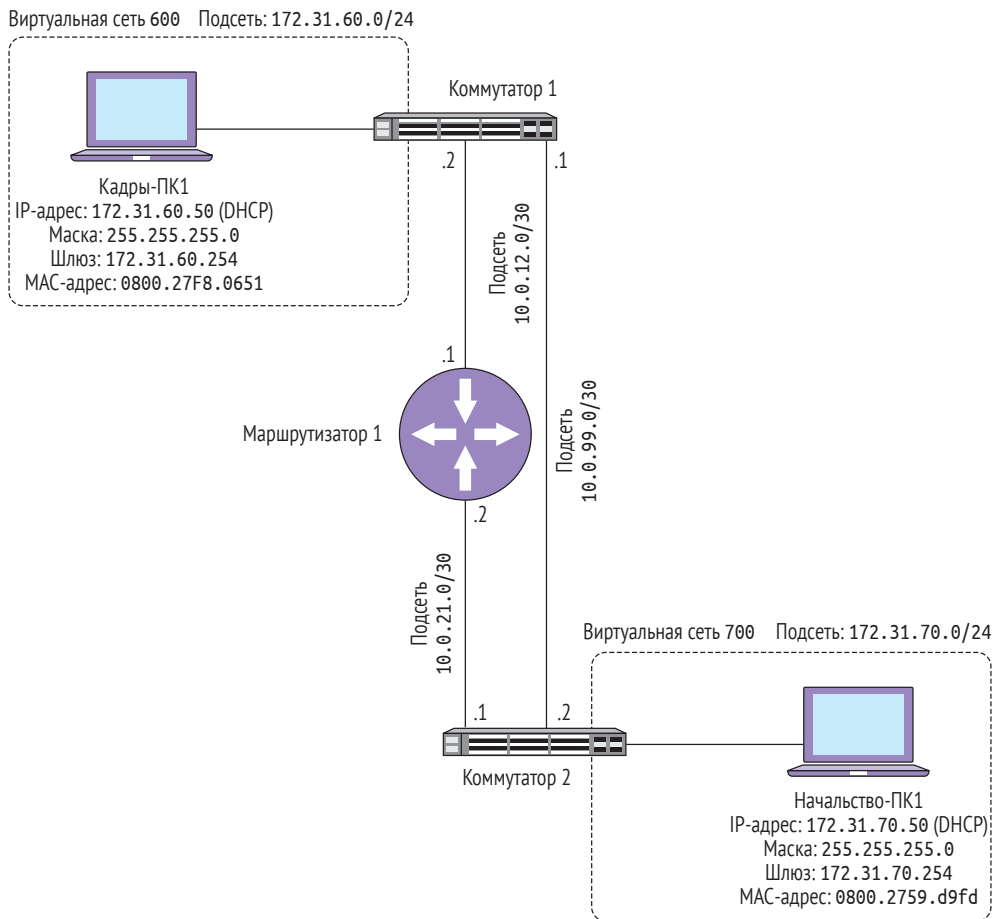 Виртуальная сеть 600 Подсеть: 172.31.60.0/24
Коммутатор 1
.2
.1
Кадры-ПК1
IP-адрес: 172.31.60.50 (DHCP)
Маска: 255.255.255.0
Шлюз: 172.31.60.254
MAC-адрес: 0800.27F8.0651
Подсеть
10.0.12.0/30
.1
Маршрутизатор 1
Подсеть
10.0.99.0/30
.2
Подсеть
10.0.21.0/30
Виртуальная сеть 700 Подсеть: 172.31.70.0/24
.1
.2
Коммутатор 2
Начальство-ПК1
IP-адрес: 172.31.70.50 (DHCP)
Маска: 255.255.255.0
Шлюз: 172.31.70.254
MAC-адрес: 0800.2759.d9fd